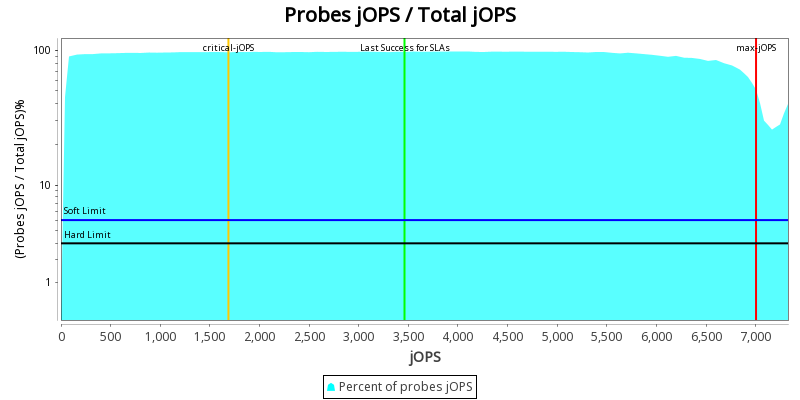 Probes jOPS / Total jOPS
(Probes jOPS / Total jOPS)%
100
10
1
critical-jOPS
Last Success for SLAs
max-jOPS
Soft Limit
Hard Limit
0 500 1,000 1,500 2,000 2,500 3,000 3,500 4,000 4,500 5,000 5,500 6,000 6,500 7,000
jOPS
Percent of probes jOPS